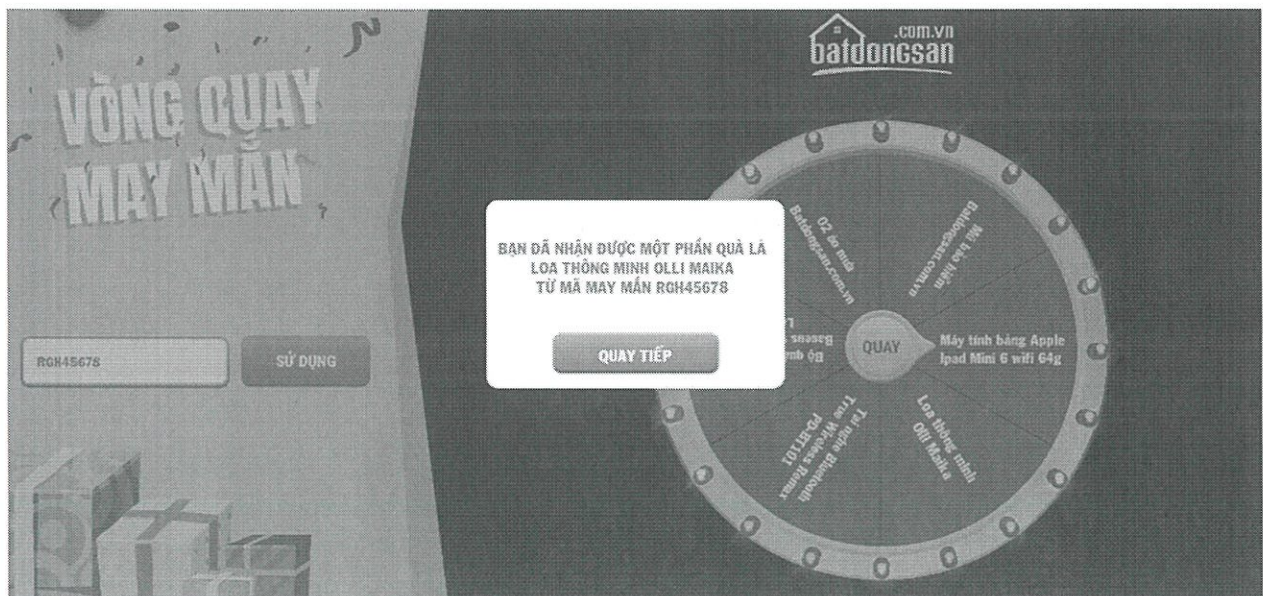 VÒNG QUAY
MAY MẮN
RGH45678
SỬ DỤNG
.com.vn
batdongsan
BẠN ĐÃ NHẬN ĐƯỢC MỘT PHẦN QUÀ LÀ
LOA THÔNG MINH OLLI MAIKA
TỪ MÃ MAY MẮN RGH45678
QUAY TIẾP
02 áo mưa
Batdongsan.com.vn
Mũ bảo hiểm
Batdongsan.com.vn
QUAY
Máy tính bảng Apple
Ipad Mini 6 wifi 64g
Loa thông minh
Olli Maika
Tai nghe Bluetooth
True Wireless Remax
PD-BT101
Bộ
Baseus